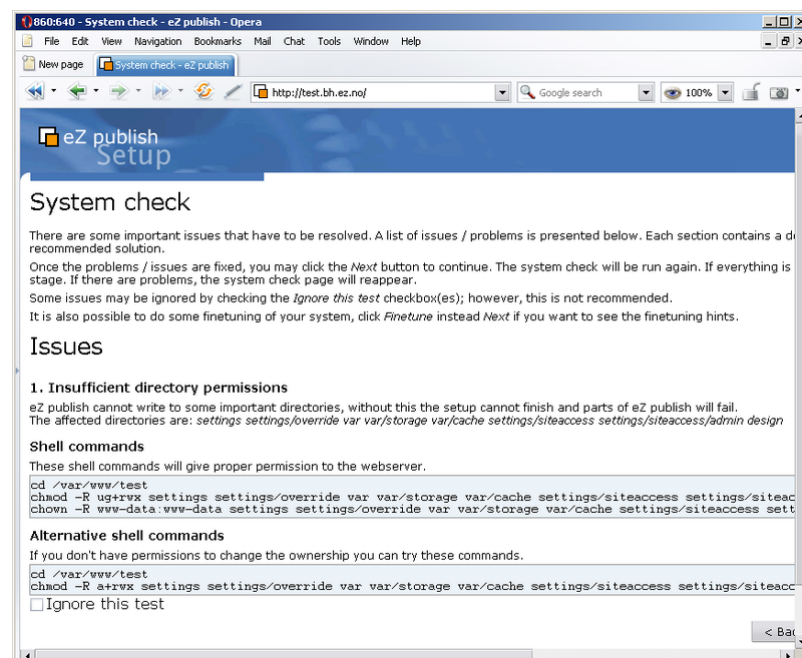 860:640 - System check - eZ publish - Opera
File Edit View Navigation Bookmarks Mail Chat Tools Window Help
New page System check - eZ publish
http://test.bh.ez.no/ Google search 100%
eZ publish
Setup
System check
There are some important issues that have to be resolved. A list of issues / problems is presented below. Each section contains a d
recommended solution.
Once the problems / issues are fixed, you may click the Next button to continue. The system check will be run again. If everything is
stage. If there are problems, the system check page will reappear.
Some issues may be ignored by checking the Ignore this test checkbox(es); however, this is not recommended.
It is also possible to do some finetuning of your system, click Finetune instead Next if you want to see the finetuning hints.
Issues
1. Insufficient directory permissions
eZ publish cannot write to some important directories, without this the setup cannot finish and parts of eZ publish will fail.
The affected directories are: settings settings/override var var/storage var/cache settings/siteaccess settings/siteaccess/admin design
Shell commands
These shell commands will give proper permission to the webserver.
cd /var/www/test
chmod -R ug+rwx settings settings/override var var/storage var/cache settings/siteaccess settings/siteac
chown -R www-data:www-data settings settings/override var var/storage var/cache settings/siteaccess sett
Alternative shell commands
If you don't have permissions to change the ownership you can try these commands.
cd /var/www/test
chmod -R a+rwx settings settings/override var var/storage var/cache settings/siteaccess settings/siteacc
Ignore this test
< Bac